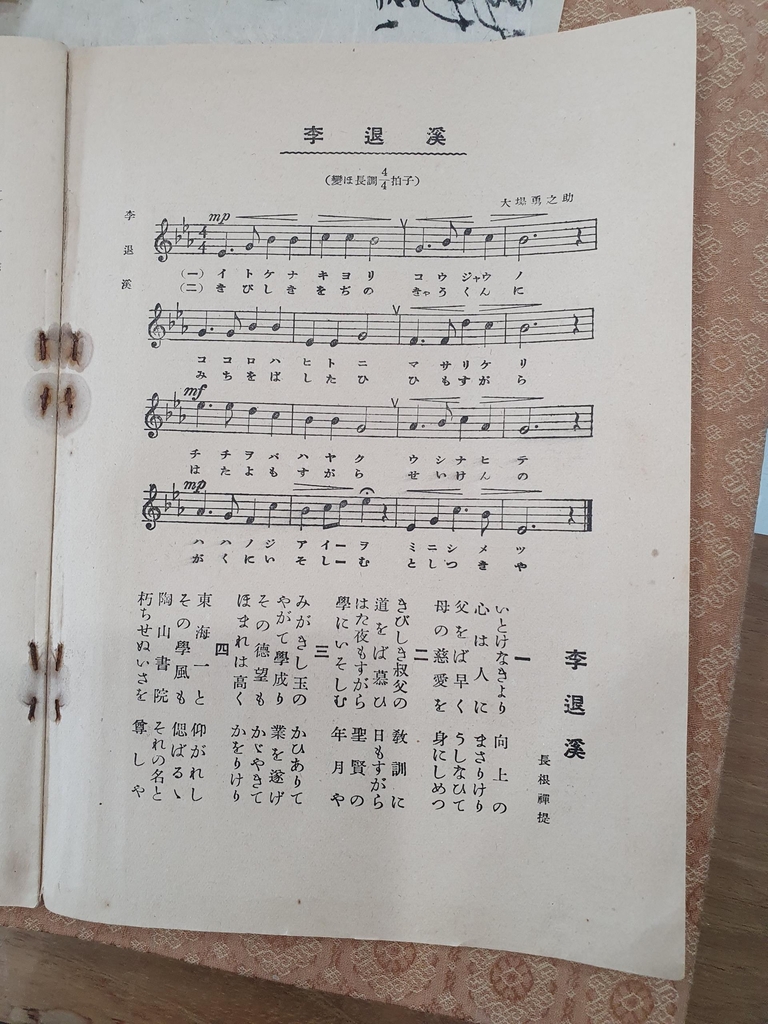 李退溪
(變ほ長調4/4拍子)
大堤勇之助
李退溪
mp
(一) イトケナキヨリ コウジャウノ
(二) きびしきをぢの きゃうくんに
ココロハヒトニ マサリケリ
みちをばしたひ ひもすがら
mf
チチヲバハヤク ウシナヒテ
はたよもすがら せいけんの
mp
ハハノジアイーヲ ミニシメツ
がくにいそしーむ としつきや
李退溪
長根禪提
一
いとけなきより 向上の
心は人に まさりけり
父をば早く うしなひて
母の慈愛を 身にしめつ
二
きびしき叔父の 敎訓に
道をば慕ひ 日もすがら
はた夜もすがら 聖賢の
學にいそしむ 年月や
三
みがきし玉の かひありて
やがて學成り 業を遂げ
その德望も かゞやきて
ほまれは高く かをりけり
四
東海一と 仰がれし
その學風も 偲ばるゝ
陶山書院 それの名と
朽ちせぬいさを 尊しや